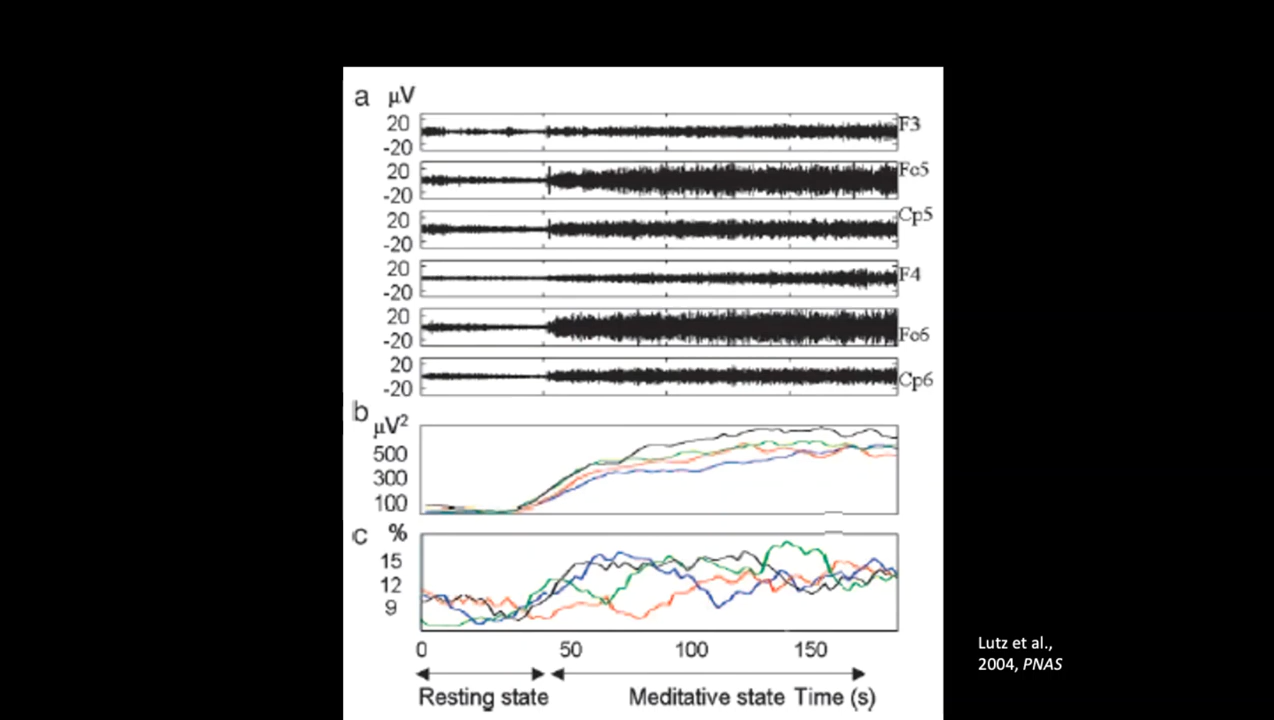 a μV
20
-20
F3
20
-20
Fc5
20
-20
Cp5
20
-20
F4
20
-20
Fc6
20
-20
Cp6
b
μV²
500
300
100
c %
15
12
9
0 50 100 150
Resting state Meditative state Time (s)
Lutz et al.,
2004, PNAS